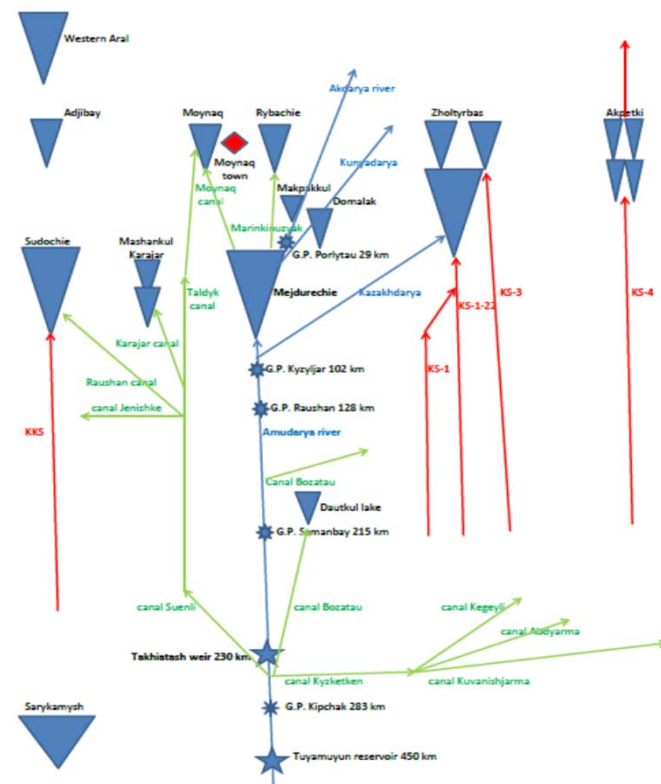 Western Aral
Adjibay
Moynaq
Rybachie
Akdarya river
Zholtyrbas
Akpetki
Moynaq
town
Kunyadarya
Moynaq
canal
Makpakkul
Domalak
Marinkinuzyak
Sudochie
Mashankul
Karajar
G.P. Porlytau 29 km
Taldyk
canal
Mejdurechie
Kazakhdarya
KS-1-22
KS-3
KS-4
Karajar canal
KS-1
Raushan canal
G.P. Kyzyljar 102 km
canal Jenishke
G.P. Raushan 128 km
KKS
Amudarya river
Canal Bozatau
Dautkul lake
G.P. Samanbay 215 km
canal Suenli
canal Bozatau
canal Kegeyli
canal Abdyarma
Takhiatash weir 230 km
canal Kyzketken
canal Kuvanishjarma
Sarykamysh
G.P. Kipchak 283 km
Tuyamuyun reservoir 450 km